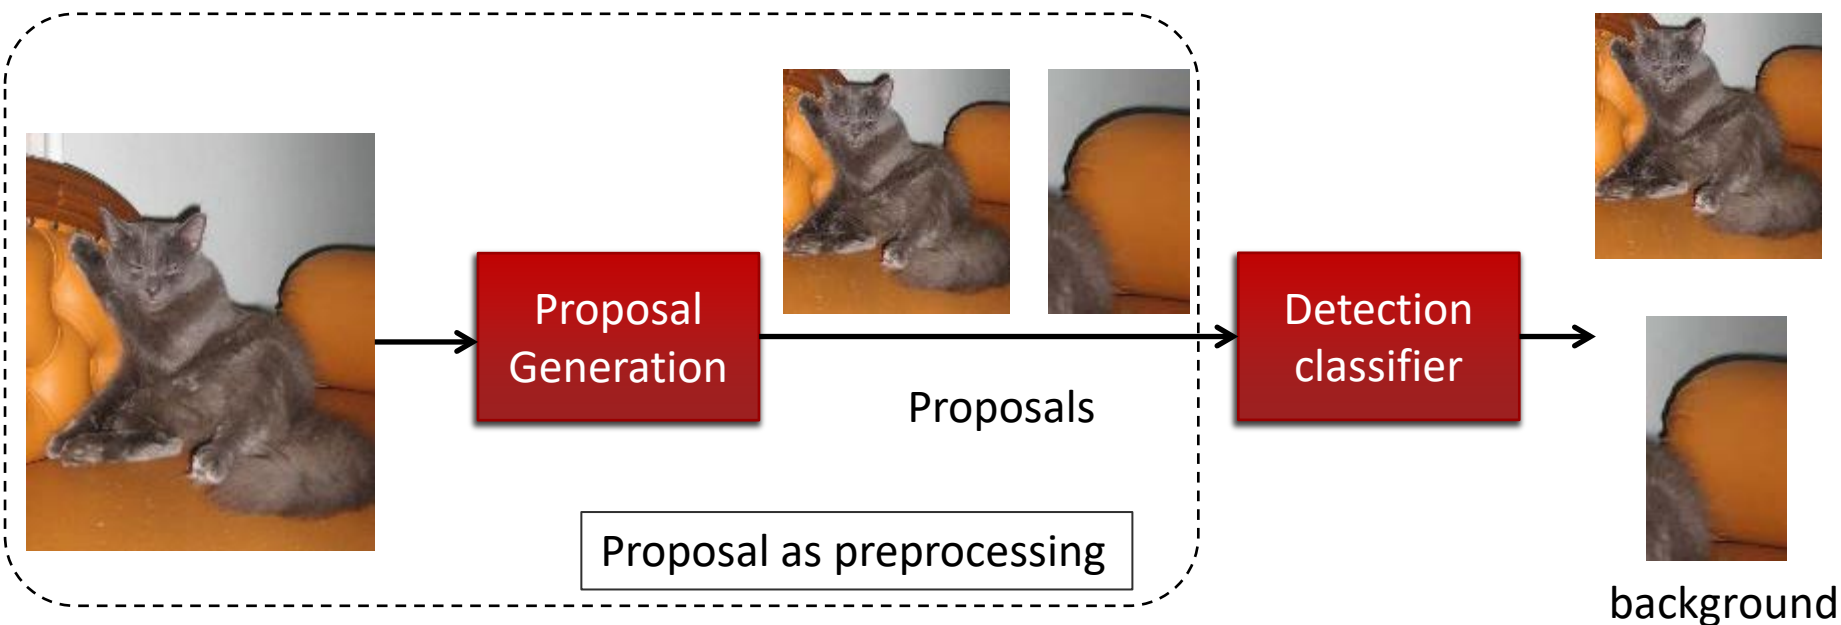 Proposal
Generation
Proposals
Proposal as preprocessing
Detection
classifier
background